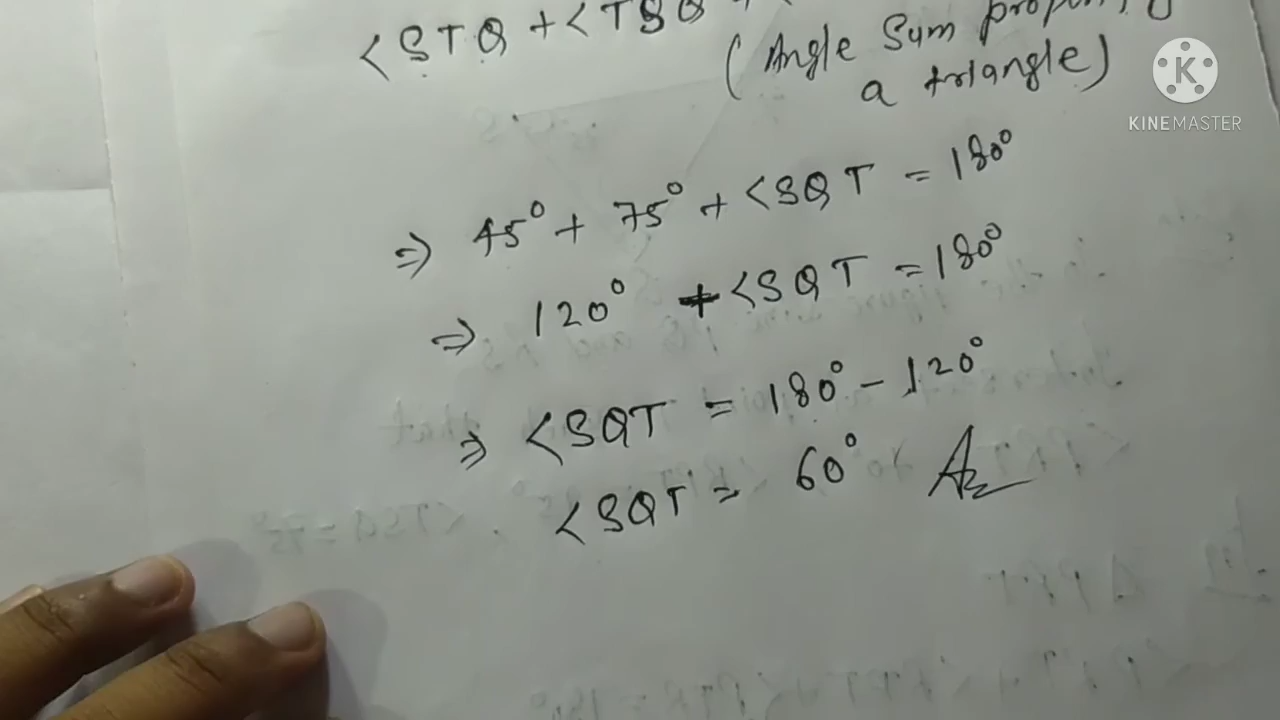 <STQ + <TSQ +
(Angle Sum property
a triangle)
⇒ 45° + 75° + <SQT = 180°
⇒ 120° + <SQT = 180°
⇒ <SQT = 180° - 120°
<SQT = 60° Ans
K
KINEMASTER